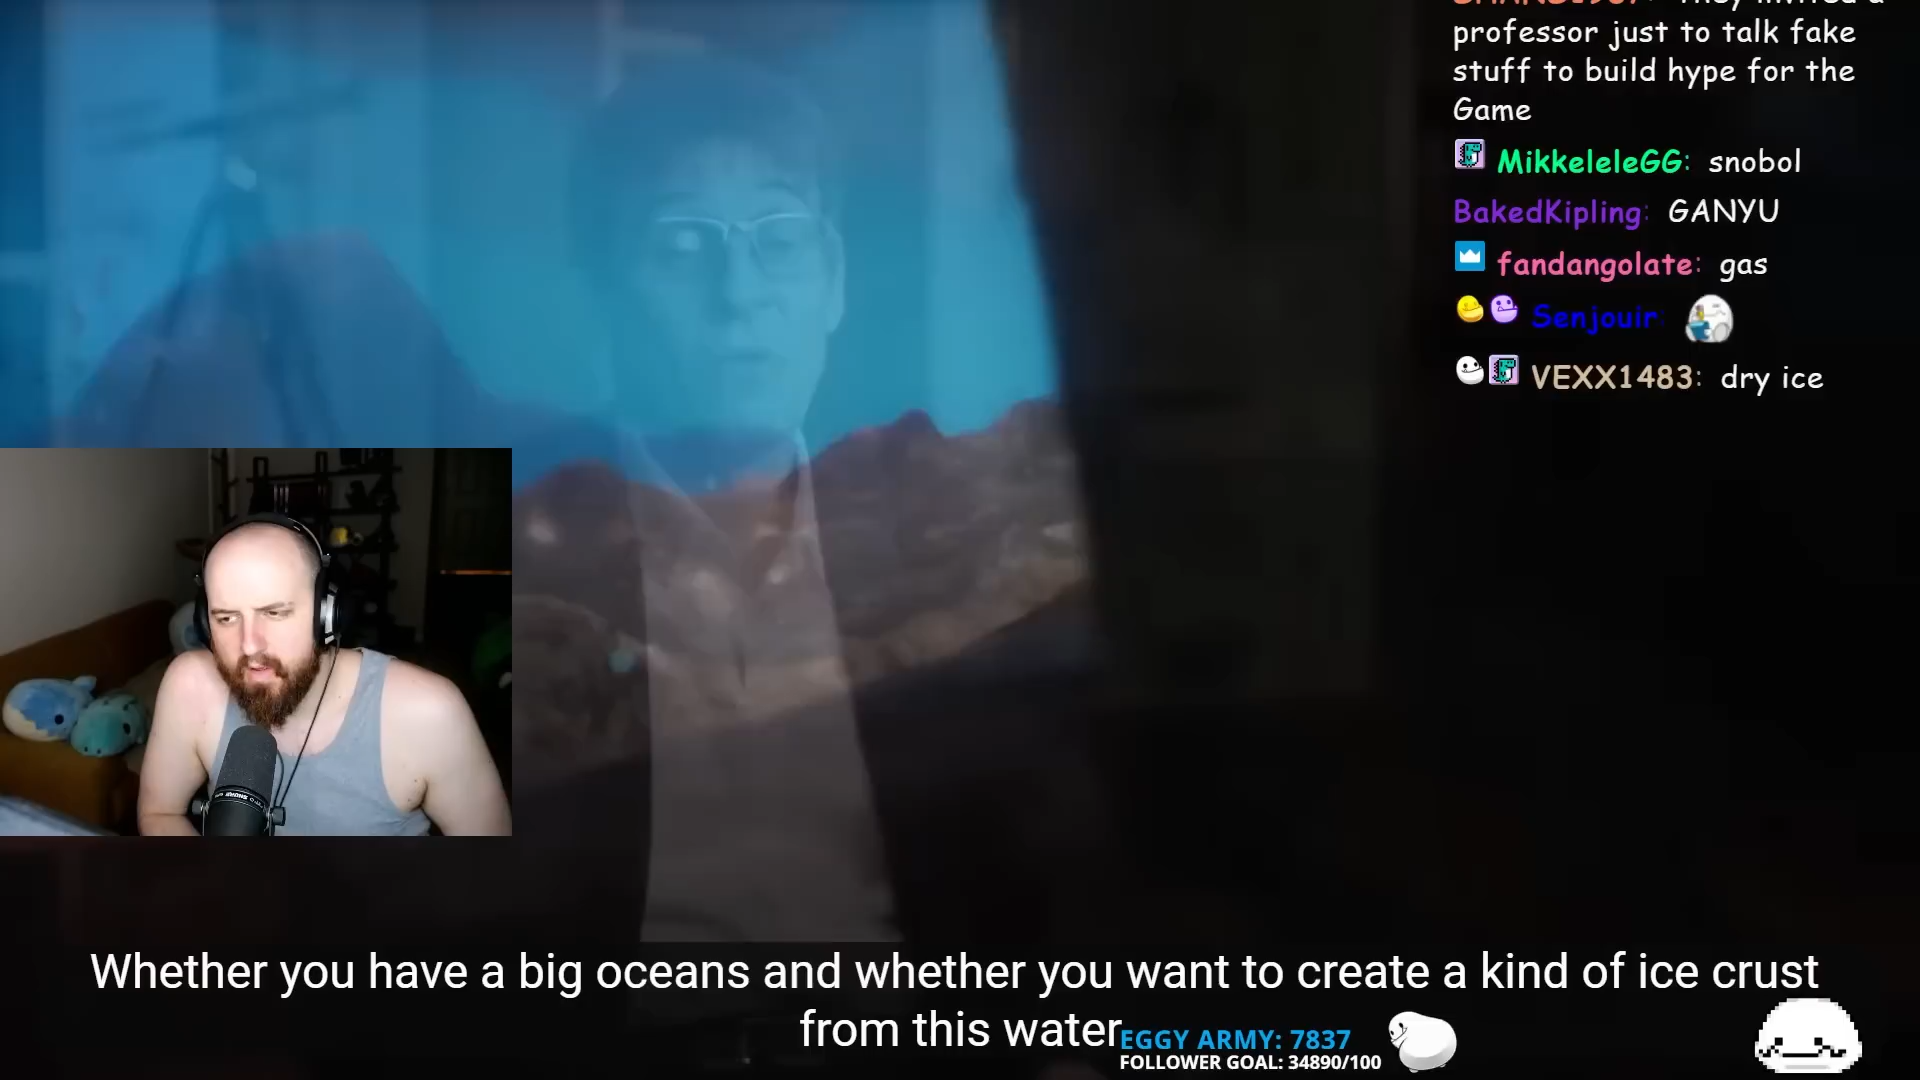 professor just to talk fake
stuff to build hype for the
Game
MikkeleleGG: snobol
BakedKipling: GANYU
fandangolate: gas
Senjouir:
VEXX1483: dry ice
Whether you have a big oceans and whether you want to create a kind of ice crust
from this water
EGGY ARMY: 7837
FOLLOWER GOAL: 34890/100